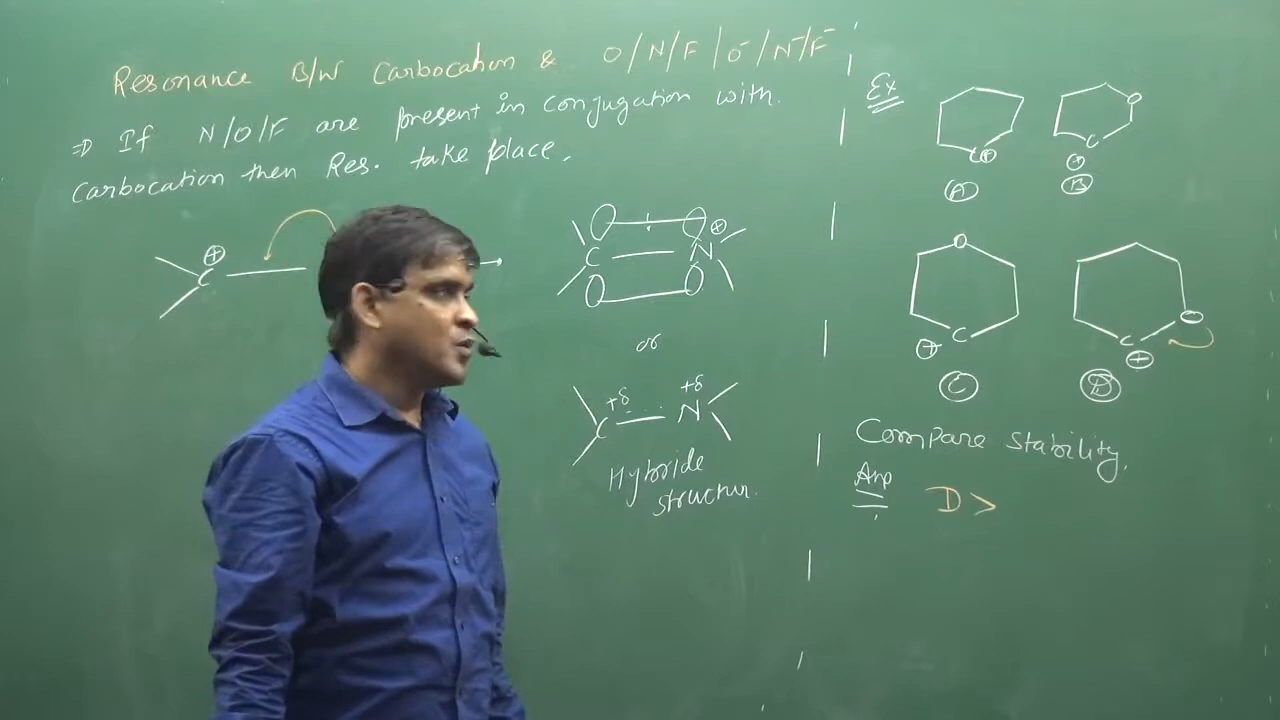 Resonance B/W Carbocation & O/N/F|O⁻/N⁻/F⁻
⇒ If N/O/F are present in conjugation with
carbocation then Res. take place.
C ⊕
C N ⊕
or
+δ +δ
C N
Hybride
structur.
Ex
C⊕
(A)
O
C
⊕
(B)
O
⊕ C
(C)
O
C
⊕
(D)
Compare stability.
Ans
D >